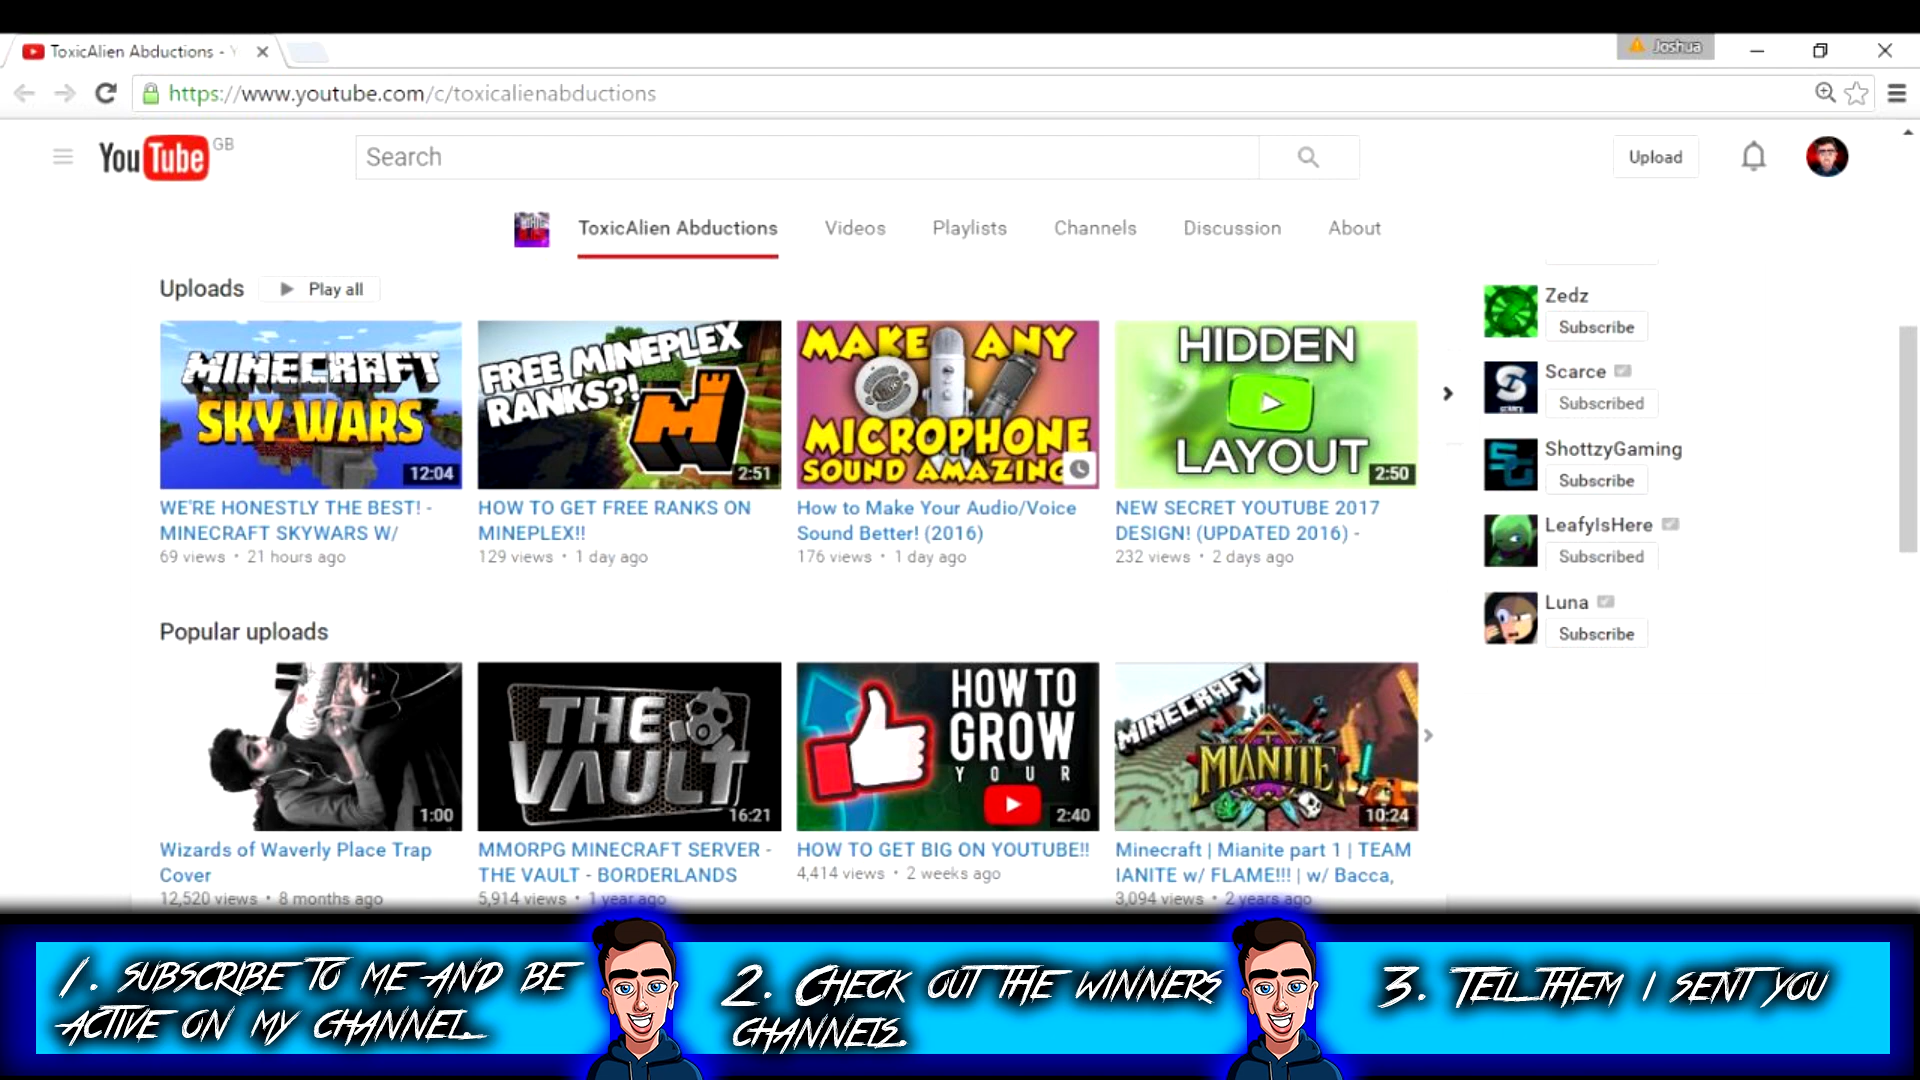 ToxicAlien Abductions - Y
Joshua
https://www.youtube.com/c/toxicalienabductions
YouTube GB
Search
Upload
ToxicAlien Abductions
Videos
Playlists
Channels
Discussion
About
Uploads
Play all
MINECRAFT
SKY WARS
12:04
FREE MINEPLEX
RANKS?!
2:51
MAKE ANY
MICROPHONE
SOUND AMAZING
HIDDEN
LAYOUT
2:50
WE'RE HONESTLY THE BEST! -
MINECRAFT SKYWARS W/
69 views • 21 hours ago
HOW TO GET FREE RANKS ON
MINEPLEX!!
129 views • 1 day ago
How to Make Your Audio/Voice
Sound Better! (2016)
176 views • 1 day ago
NEW SECRET YOUTUBE 2017
DESIGN! (UPDATED 2016) -
232 views • 2 days ago
Zedz
Subscribe
Scarce
Subscribed
ShottzyGaming
Subscribe
LeafyIsHere
Subscribed
Luna
Subscribe
Popular uploads
1:00
THE
VAULT
16:21
HOW TO
GROW
YOUR
2:40
MINECRAFT
MIANITE
10:24
Wizards of Waverly Place Trap
Cover
12,520 views • 8 months ago
MMORPG MINECRAFT SERVER -
THE VAULT - BORDERLANDS
5,914 views • 1 year ago
HOW TO GET BIG ON YOUTUBE!!
4,414 views • 2 weeks ago
Minecraft | Mianite part 1 | TEAM
IANITE w/ FLAME!!! | w/ Bacca,
3,094 views • 2 years ago
1. SUBSCRIBE TO ME AND BE
ACTIVE ON MY CHANNEL.
2. CHECK OUT THE WINNERS
CHANNELS.
3. TELL THEM I SENT YOU